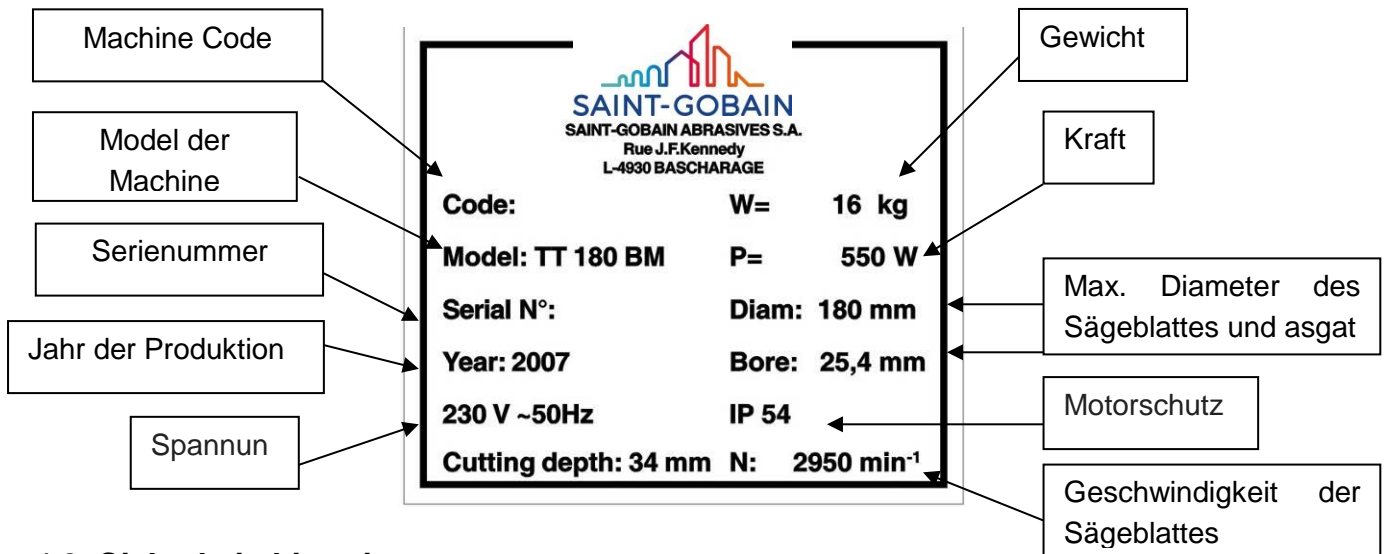 Machine Code
Model der
Machine
Serienummer
Jahr der Produktion
Spannun
SAINT-GOBAIN
SAINT-GOBAIN ABRASIVES S.A.
Rue J.F.Kennedy
L-4930 BASCHARAGE
Code: W= 16 kg
Model: TT 180 BM P= 550 W
Serial N°: Diam: 180 mm
Year: 2007 Bore: 25,4 mm
230 V ~50Hz IP 54
Cutting depth: 34 mm N: 2950 min⁻¹
Gewicht
Kraft
Max. Diameter des
Sägeblattes und asgat
Motorschutz
Geschwindigkeit der
Sägeblattes